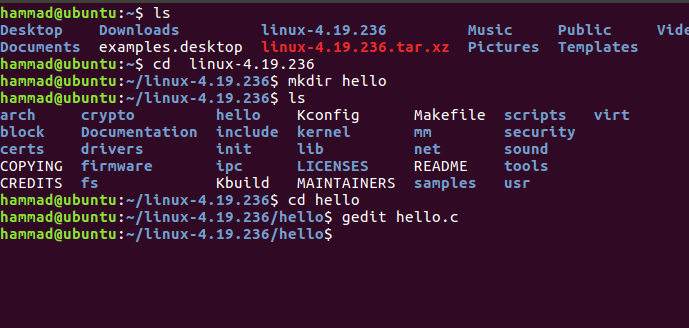 hammad@ubuntu:~$ ls
Desktop Downloads linux-4.19.236 Music Public
Documents examples.desktop linux-4.19.236.tar.xz Pictures Templates
hammad@ubuntu:~$ cd linux-4.19.236
hammad@ubuntu:~/linux-4.19.236$ mkdir hello
hammad@ubuntu:~/linux-4.19.236$ ls
arch crypto hello Kconfig Makefile scripts virt
block Documentation include kernel mm security
certs drivers init lib net sound
COPYING firmware ipc LICENSES README tools
CREDITS fs Kbuild MAINTAINERS samples usr
hammad@ubuntu:~/linux-4.19.236$ cd hello
hammad@ubuntu:~/linux-4.19.236/hello$ gedit hello.c
hammad@ubuntu:~/linux-4.19.236/hello$